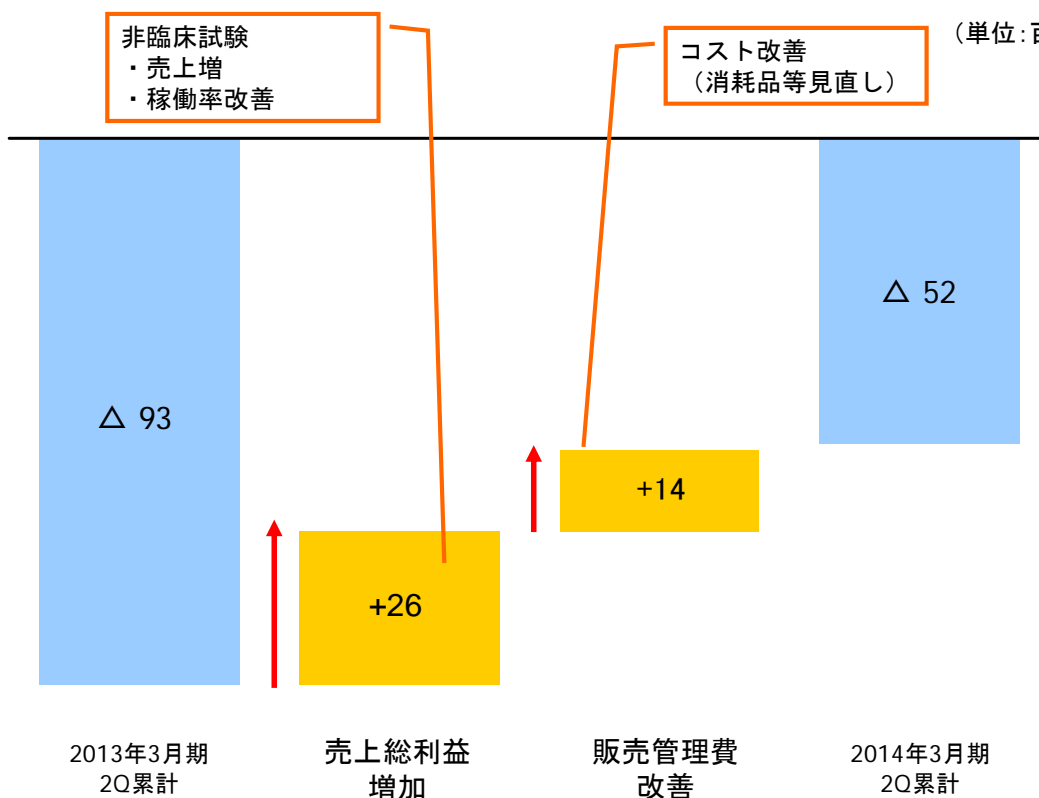 非臨床試験
・売上増
・稼働率改善
コスト改善
（消耗品等見直し）
（単位：百
△ 93
+26
+14
△ 52
2013年3月期
2Q累計
売上総利益
増加
販売管理費
改善
2014年3月期
2Q累計